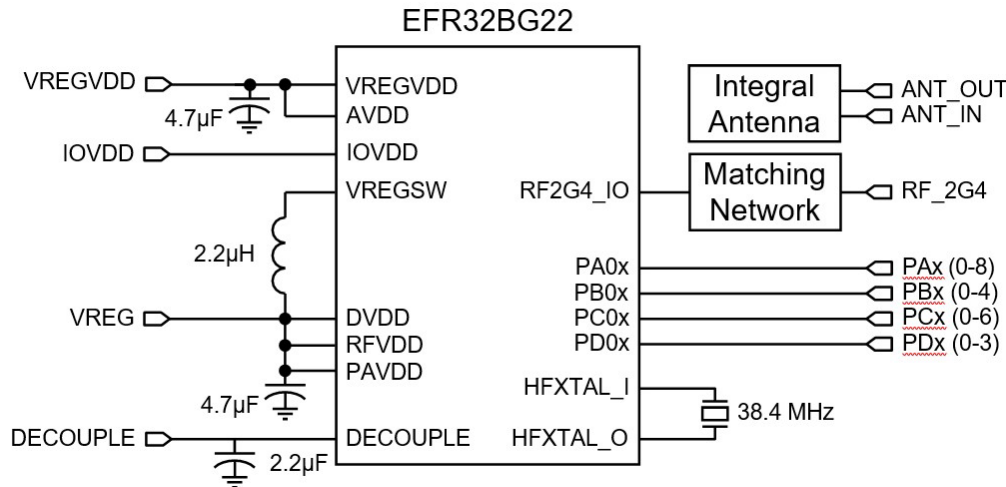 EFR32BG22
VREGVDD
4.7µF
IOVDD
2.2µH
VREG
4.7µF
DECOUPLE
2.2µF
VREGVDD
AVDD
IOVDD
VREGSW
DVDD
RFVDD
PAVDD
DECOUPLE
RF2G4_IO
PA0x
PB0x
PC0x
PD0x
HFXTAL_I
HFXTAL_O
Integral
Antenna
Matching
Network
38.4 MHz
ANT_OUT
ANT_IN
RF_2G4
PAx (0-8)
PBx (0-4)
PCx (0-6)
PDx (0-3)